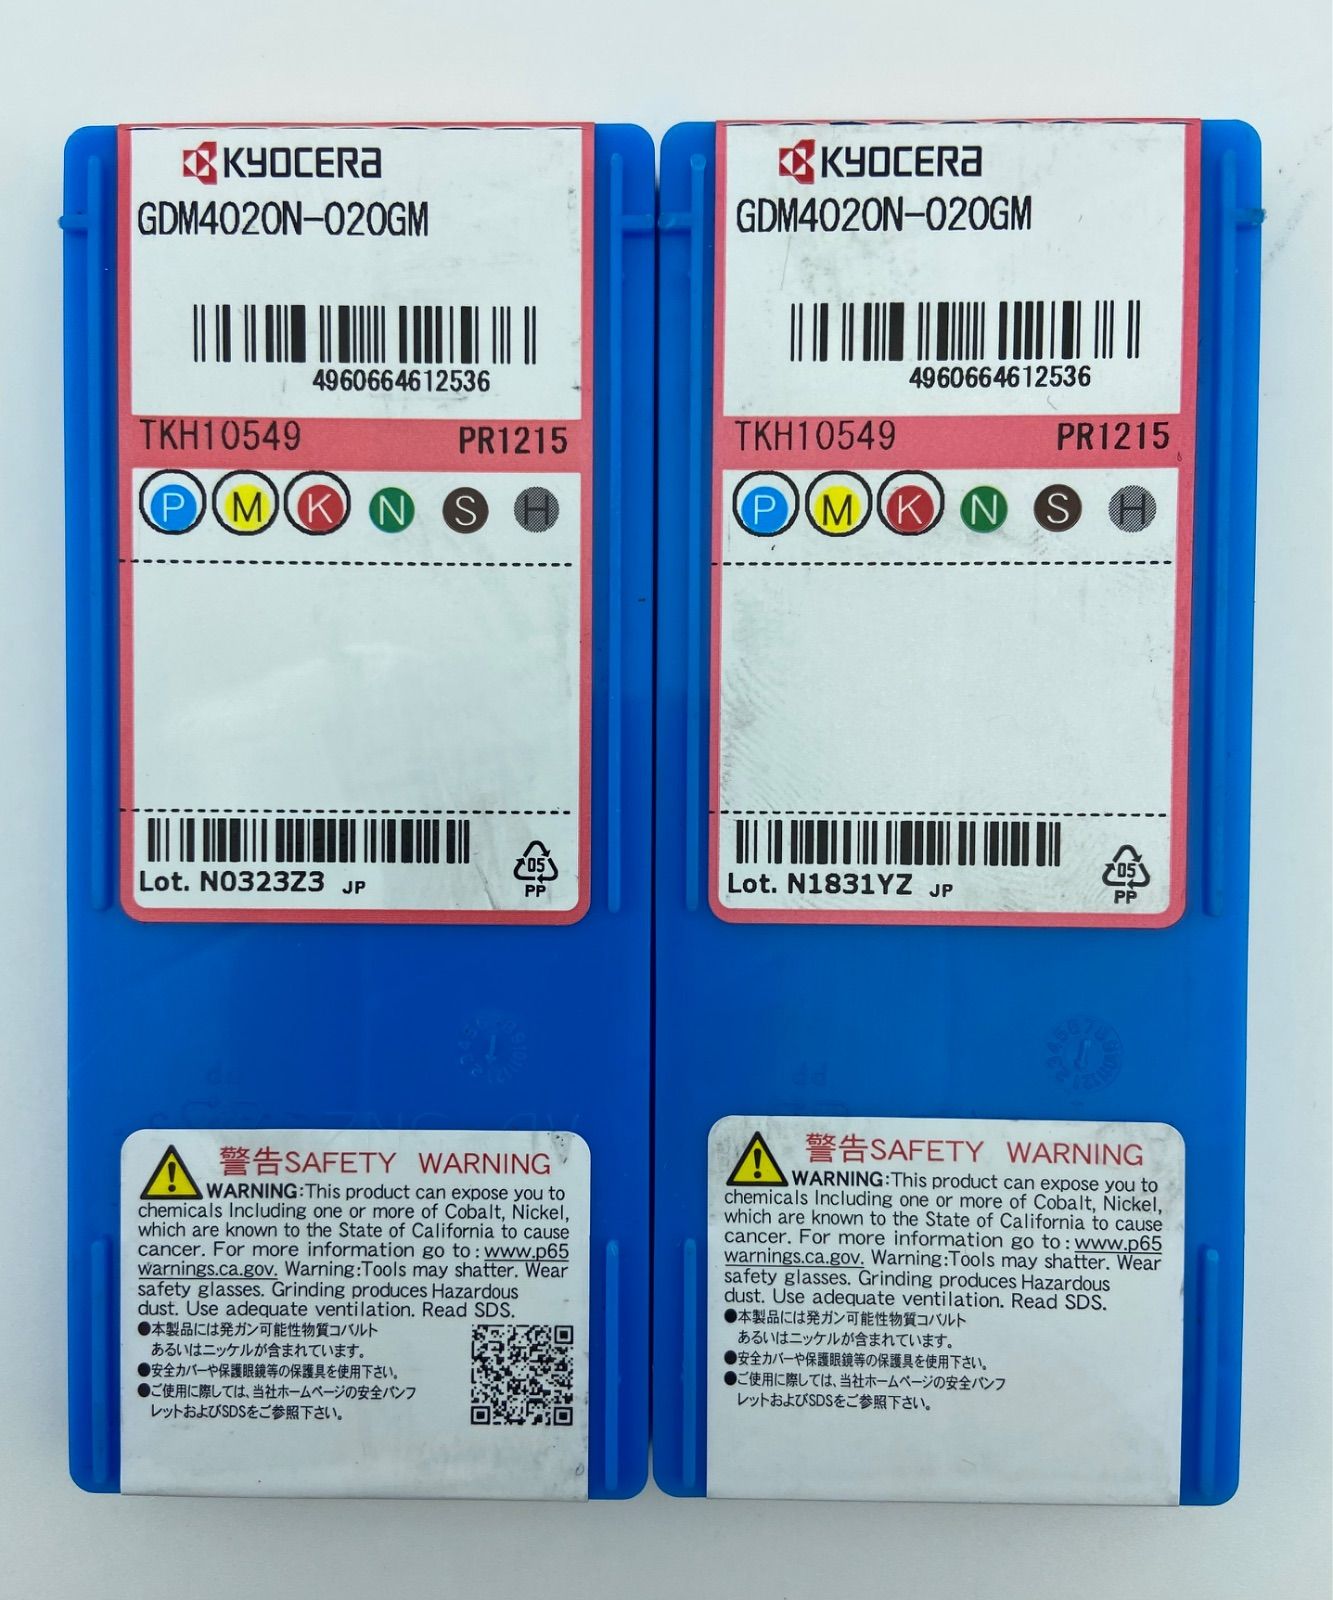 KYOCERA
GDM4020N-020GM
4960664612536
TKH10549 PR1215
P M K N S H
Lot. N0323Z3 JP
05
PP
警告SAFETY WARNING
WARNING:This product can expose you to
chemicals Including one or more of Cobalt, Nickel,
which are known to the State of California to cause
cancer. For more information go to : www.p65
warnings.ca.gov. Warning:Tools may shatter. Wear
safety glasses. Grinding produces Hazardous
dust. Use adequate ventilation. Read SDS.
●本製品には発ガン可能性物質コバルト
あるいはニッケルが含まれています。
●安全カバーや保護眼鏡等の保護具を使用下さい。
●ご使用に際しては、当社ホームページの安全パンフ
レットおよびSDSをご参照下さい。
KYOCERA
GDM4020N-020GM
4960664612536
TKH10549 PR1215
P M K N S H
Lot. N1831YZ JP
05
PP
警告SAFETY WARNING
WARNING:This product can expose you to
chemicals Including one or more of Cobalt, Nickel,
which are known to the State of California to cause
cancer. For more information go to : www.p65
warnings.ca.gov. Warning:Tools may shatter. Wear
safety glasses. Grinding produces Hazardous
dust. Use adequate ventilation. Read SDS.
●本製品には発ガン可能性物質コバルト
あるいはニッケルが含まれています。
●安全カバーや保護眼鏡等の保護具を使用下さい。
●ご使用に際しては、当社ホームページの安全パンフ
レットおよびSDSをご参照下さい。